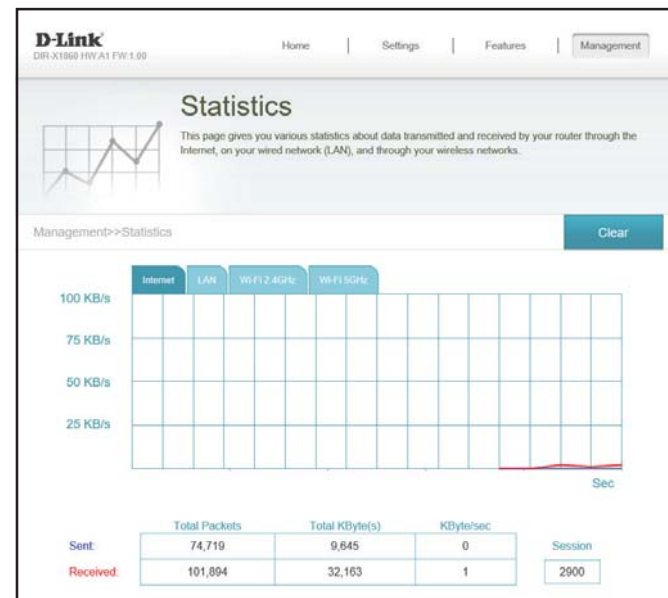 D-Link
DIR-X1860 HW:A1 FW:1.00
Home | Settings | Features | Management
Statistics
This page gives you various statistics about data transmitted and received by your router through the
Internet, on your wired network (LAN), and through your wireless networks.
Management>>Statistics
Clear
Internet LAN Wi-Fi 2.4GHz Wi-Fi 5GHz
100 KB/s
75 KB/s
50 KB/s
25 KB/s
Sec
Total Packets Total KByte(s) KByte/sec
Sent: 74,719 9,645 0 Session
Received: 101,894 32,163 1 2900